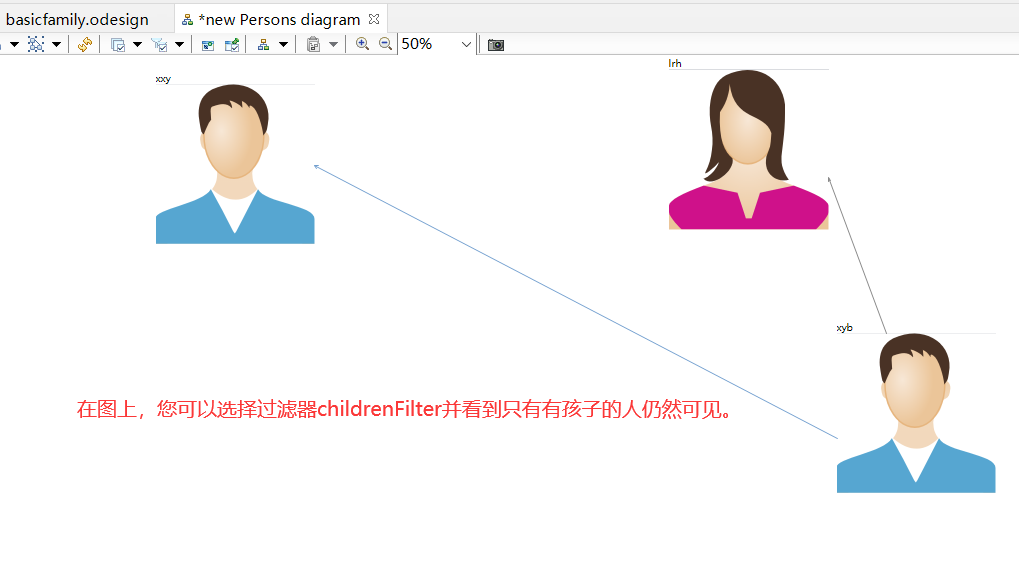 basicfamily.odesign
*new Persons diagram
50%
xxy
lrh
xyb
在图上，您可以选择过滤器childrenFilter并看到只有有孩子的人仍然可见。